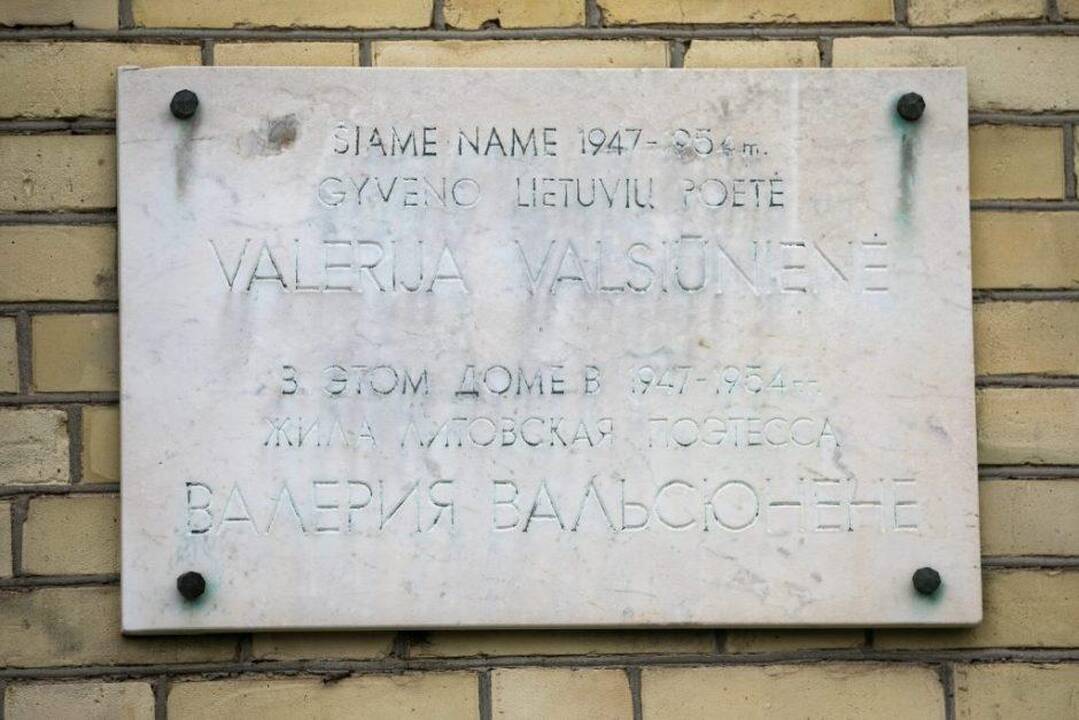 ŠIAME NAME 1947-1954 m.
GYVENO LIETUVIŲ POETĖ
VALERIJA VALSIŪNIENĖ
В ЭТОМ ДОМЕ В 1947-1954 гг.
ЖИЛА ЛИТОВСКАЯ ПОЭТЕССА
ВАЛЕРИЯ ВАЛЬСЮНЕНЕ